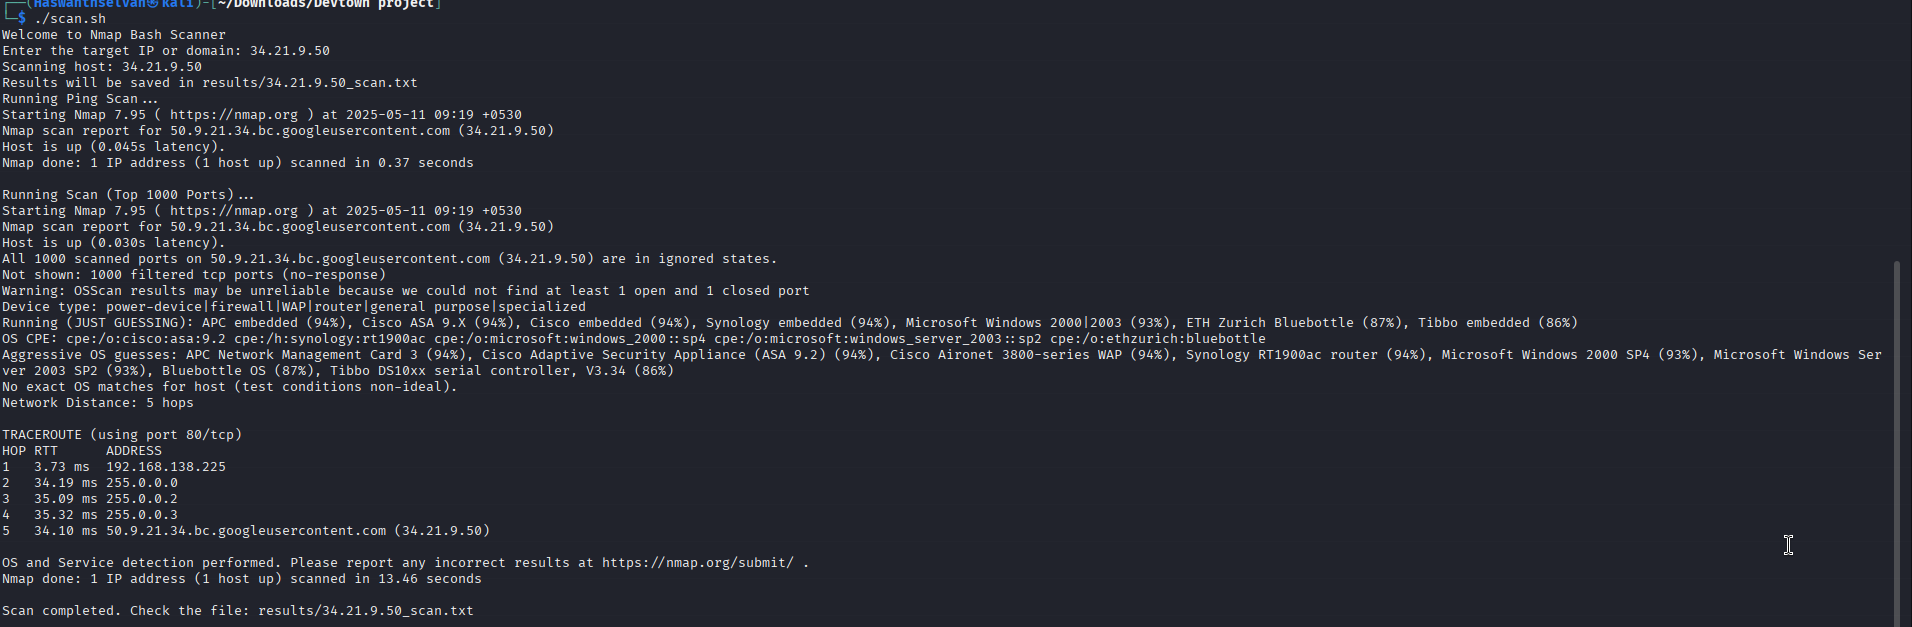 ┌──(Haswanthselvan㉿kali)-[~/Downloads/Devtown project]
└─$ ./scan.sh
Welcome to Nmap Bash Scanner
Enter the target IP or domain: 34.21.9.50
Scanning host: 34.21.9.50
Results will be saved in results/34.21.9.50_scan.txt
Running Ping Scan...
Starting Nmap 7.95 ( https://nmap.org ) at 2025-05-11 09:19 +0530
Nmap scan report for 50.9.21.34.bc.googleusercontent.com (34.21.9.50)
Host is up (0.045s latency).
Nmap done: 1 IP address (1 host up) scanned in 0.37 seconds
Running Scan (Top 1000 Ports)...
Starting Nmap 7.95 ( https://nmap.org ) at 2025-05-11 09:19 +0530
Nmap scan report for 50.9.21.34.bc.googleusercontent.com (34.21.9.50)
Host is up (0.030s latency).
All 1000 scanned ports on 50.9.21.34.bc.googleusercontent.com (34.21.9.50) are in ignored states.
Not shown: 1000 filtered tcp ports (no-response)
Warning: OSScan results may be unreliable because we could not find at least 1 open and 1 closed port
Device type: power-device|firewall|WAP|router|general purpose|specialized
Running (JUST GUESSING): APC embedded (94%), Cisco ASA 9.X (94%), Cisco embedded (94%), Synology embedded (94%), Microsoft Windows 2000|2003 (93%), ETH Zurich Bluebottle (87%), Tibbo embedded (86%)
OS CPE: cpe:/o:cisco:asa:9.2 cpe:/h:synology:rt1900ac cpe:/o:microsoft:windows_2000::sp4 cpe:/o:microsoft:windows_server_2003::sp2 cpe:/o:ethzurich:bluebottle
Aggressive OS guesses: APC Network Management Card 3 (94%), Cisco Adaptive Security Appliance (ASA 9.2) (94%), Cisco Aironet 3800-series WAP (94%), Synology RT1900ac router (94%), Microsoft Windows 2000 SP4 (93%), Microsoft Windows Ser
ver 2003 SP2 (93%), Bluebottle OS (87%), Tibbo DS10xx serial controller, V3.34 (86%)
No exact OS matches for host (test conditions non-ideal).
Network Distance: 5 hops
TRACEROUTE (using port 80/tcp)
HOP RTT      ADDRESS
1   3.73 ms  192.168.138.225
2   34.19 ms 255.0.0.0
3   35.09 ms 255.0.0.2
4   35.32 ms 255.0.0.3
5   34.10 ms 50.9.21.34.bc.googleusercontent.com (34.21.9.50)
OS and Service detection performed. Please report any incorrect results at https://nmap.org/submit/ .
Nmap done: 1 IP address (1 host up) scanned in 13.46 seconds
Scan completed. Check the file: results/34.21.9.50_scan.txt